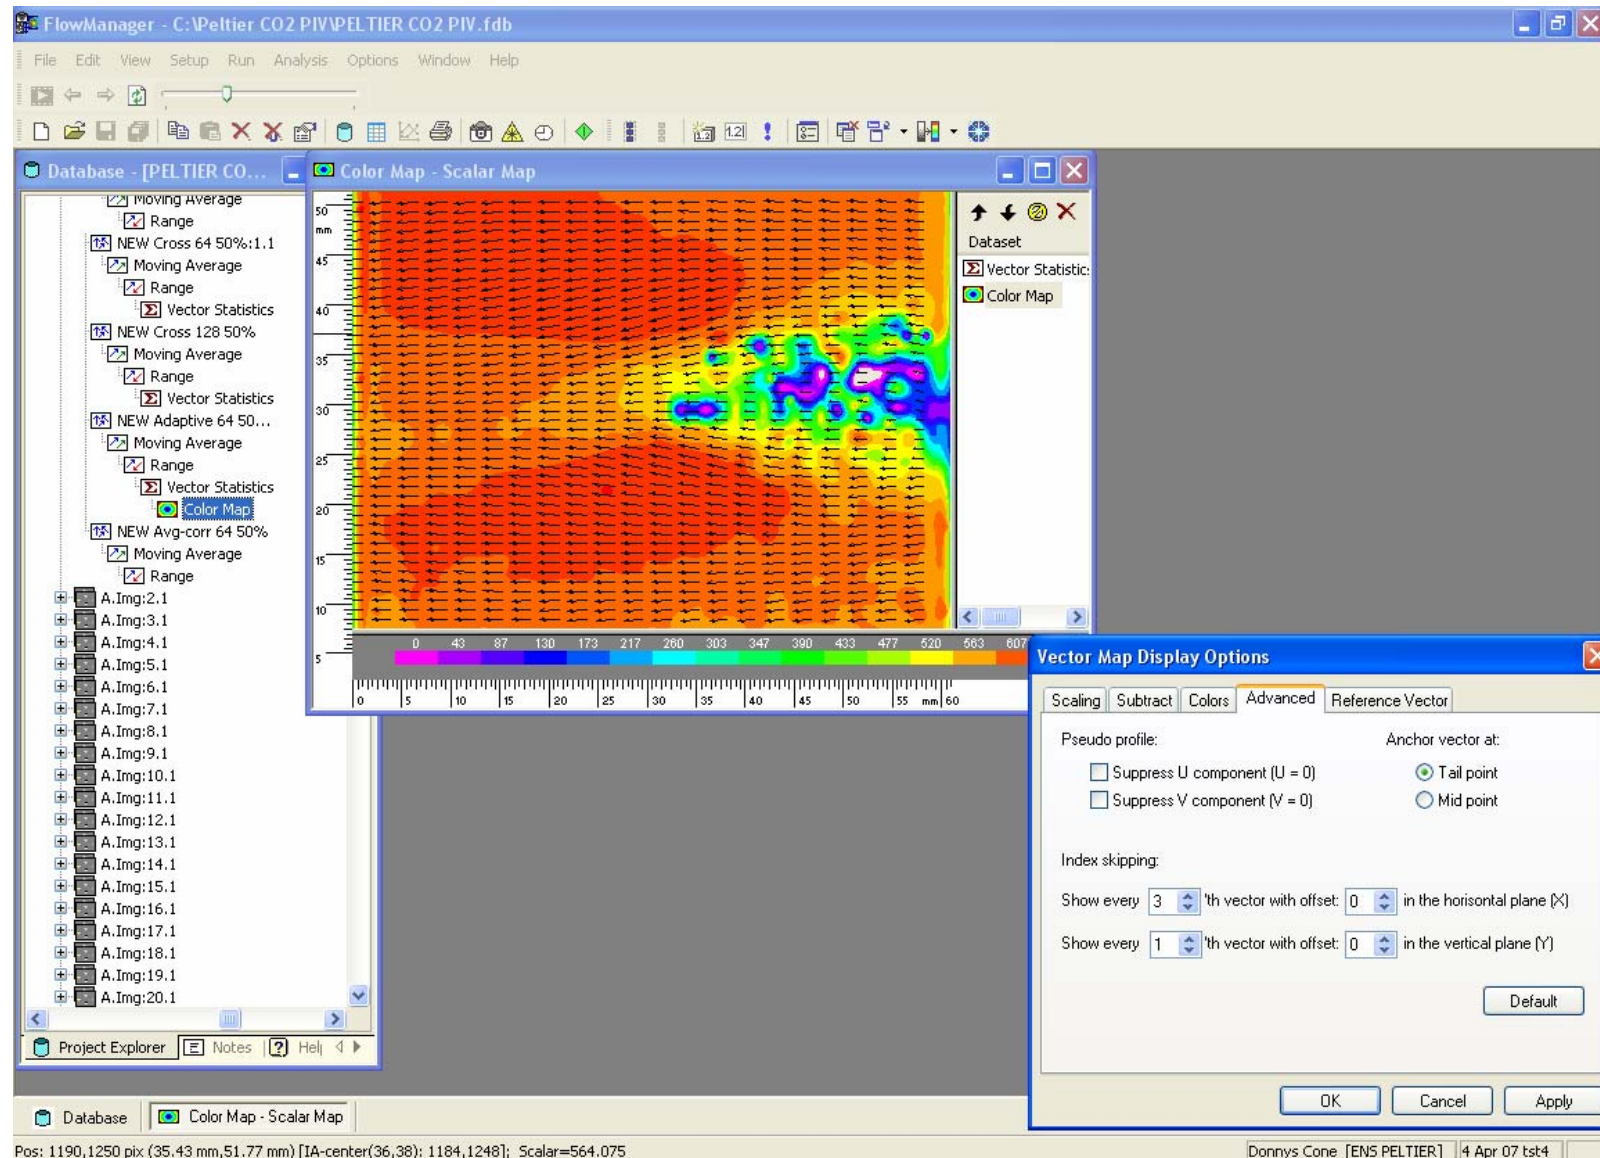 FlowManager - C:\Peltier CO2 PIV\PELTIER CO2 PIV.fdb
File Edit View Setup Run Analysis Options Window Help
Database - [PELTIER CO...
Moving Average
Range
NEW Cross 64 50%:1.1
Moving Average
Range
Vector Statistics
NEW Cross 128 50%
Moving Average
Range
Vector Statistics
NEW Adaptive 64 50...
Moving Average
Range
Vector Statistics
Color Map
NEW Avg-corr 64 50%
Moving Average
Range
A.Img:2.1
A.Img:3.1
A.Img:4.1
A.Img:5.1
A.Img:6.1
A.Img:7.1
A.Img:8.1
A.Img:9.1
A.Img:10.1
A.Img:11.1
A.Img:12.1
A.Img:13.1
A.Img:14.1
A.Img:15.1
A.Img:16.1
A.Img:17.1
A.Img:18.1
A.Img:19.1
A.Img:20.1
Project Explorer Notes Hel
Color Map - Scalar Map
50
mm
45
40
35
30
25
20
15
10
5
0 43 87 130 173 217 260 303 347 390 433 477 520 563 607
0 5 10 15 20 25 30 35 40 45 50 55 mm 60
Dataset
Vector Statistic:
Color Map
Vector Map Display Options
Scaling Subtract Colors Advanced Reference Vector
Pseudo profile: Anchor vector at:
Suppress U component (U = 0) Tail point
Suppress V component (V = 0) Mid point
Index skipping:
Show every 3 'th vector with offset: 0 in the horisontal plane (X)
Show every 1 'th vector with offset: 0 in the vertical plane (Y)
Default
OK Cancel Apply
Database Color Map - Scalar Map
Pos: 1190,1250 pix (35.43 mm,51.77 mm) [IA-center(36,38): 1184,1248]; Scalar=564.075
Donnys Cone [ENS PELTIER] 4 Apr 07 tst4